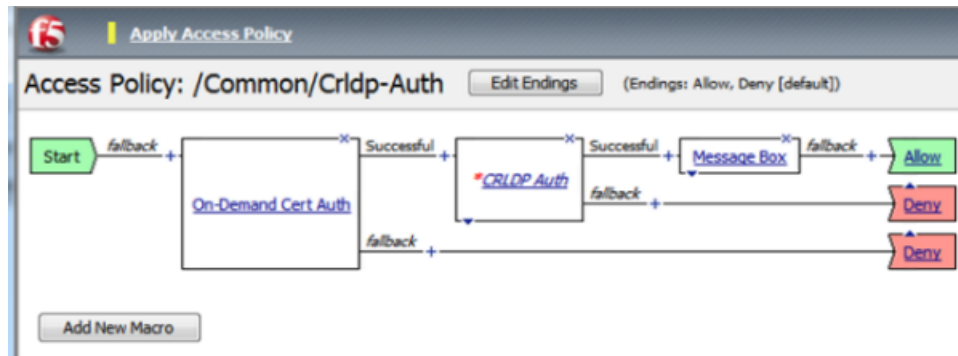 f5
Apply Access Policy
Access Policy: /Common/Crldp-Auth Edit Endings (Endings: Allow, Deny [default])
Start fallback + Successful + Successful + Message Box fallback + Allow
*CRLDP Auth
On-Demand Cert Auth fallback + Deny
fallback + Deny
Add New Macro